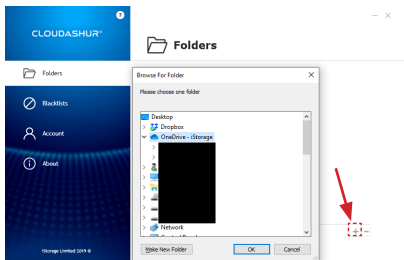 ?
CLOUDASHUR®
Folders
Folders
Blacklists
Account
About
iStorage Limited 2019 ©
Browse For Folder
Please choose one folder
Desktop
Dropbox
OneDrive - iStorage
Network
Make New Folder
OK
Cancel